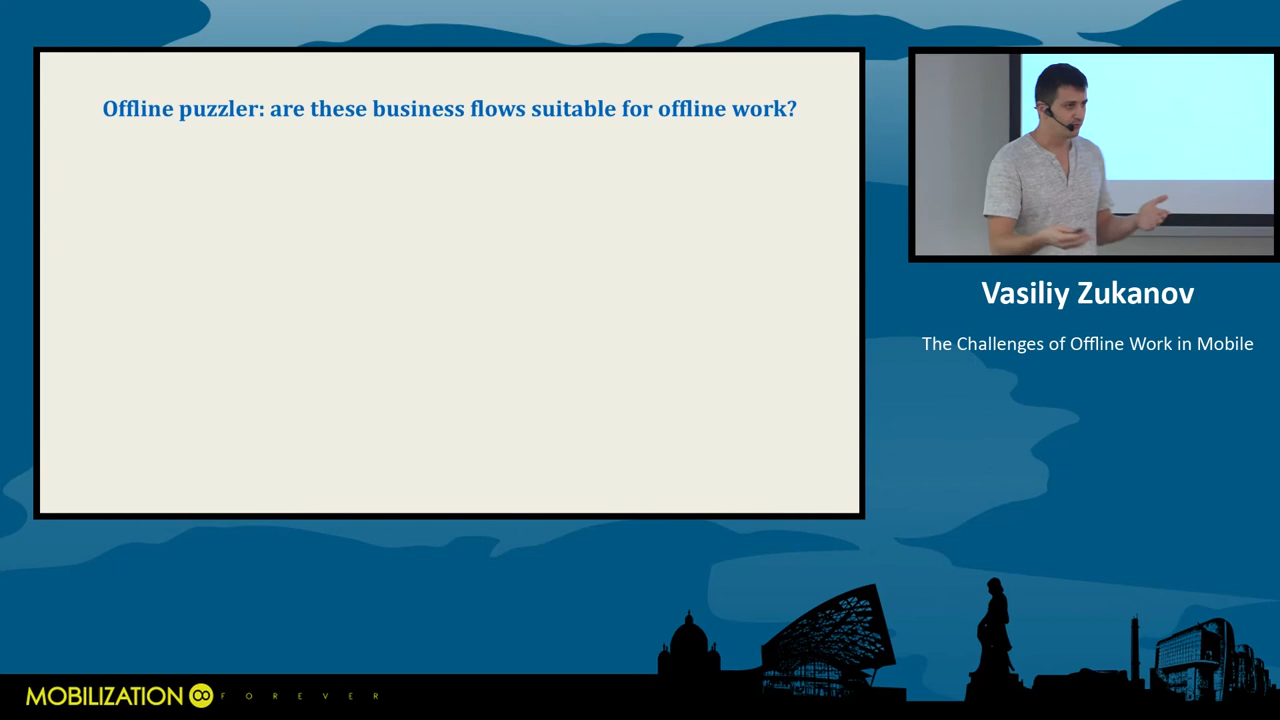 Offline puzzler: are these business flows suitable for offline work?
Vasiliy Zukanov
The Challenges of Offline Work in Mobile
MOBILIZATION
FOREVER